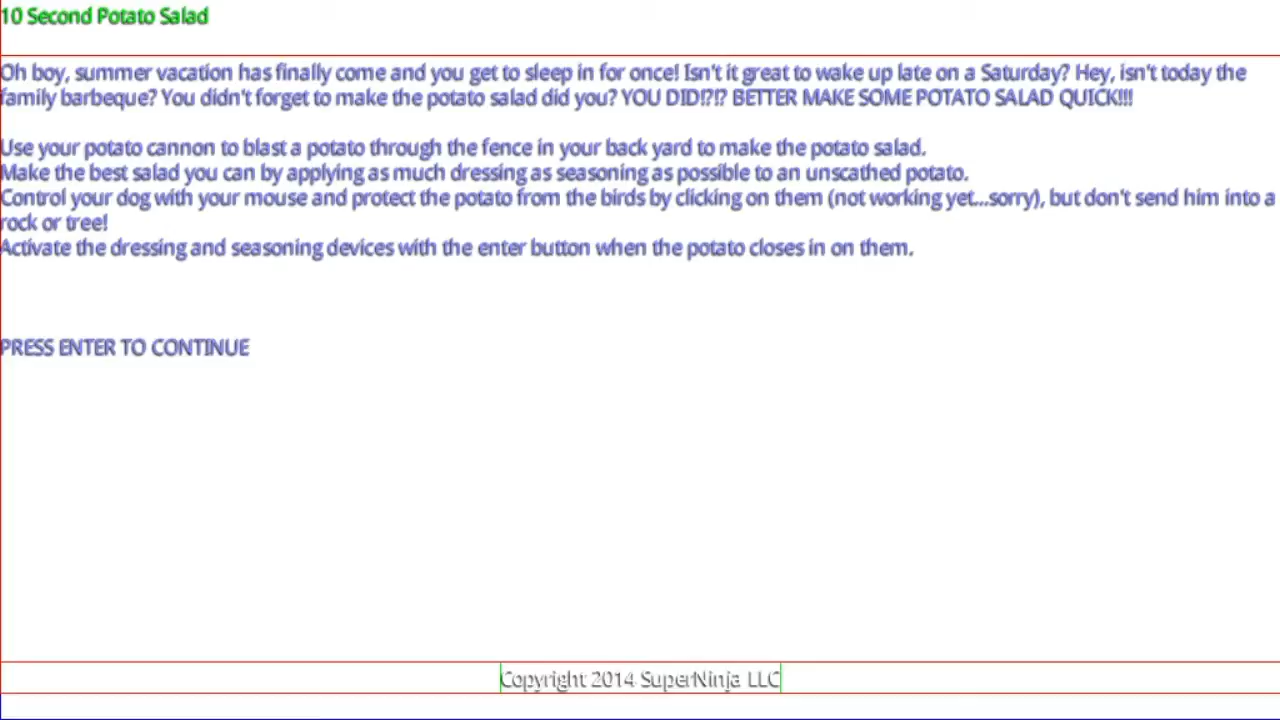 10 Second Potato Salad
Oh boy, summer vacation has finally come and you get to sleep in for once! Isn't it great to wake up late on a Saturday? Hey, isn't today the
family barbeque? You didn't forget to make the potato salad did you? YOU DID!?!? BETTER MAKE SOME POTATO SALAD QUICK!!!
Use your potato cannon to blast a potato through the fence in your back yard to make the potato salad.
Make the best salad you can by applying as much dressing as seasoning as possible to an unscathed potato.
Control your dog with your mouse and protect the potato from the birds by clicking on them (not working yet...sorry), but don't send him into a
rock or tree!
Activate the dressing and seasoning devices with the enter button when the potato closes in on them.
PRESS ENTER TO CONTINUE
Copyright 2014 SuperNinja LLC